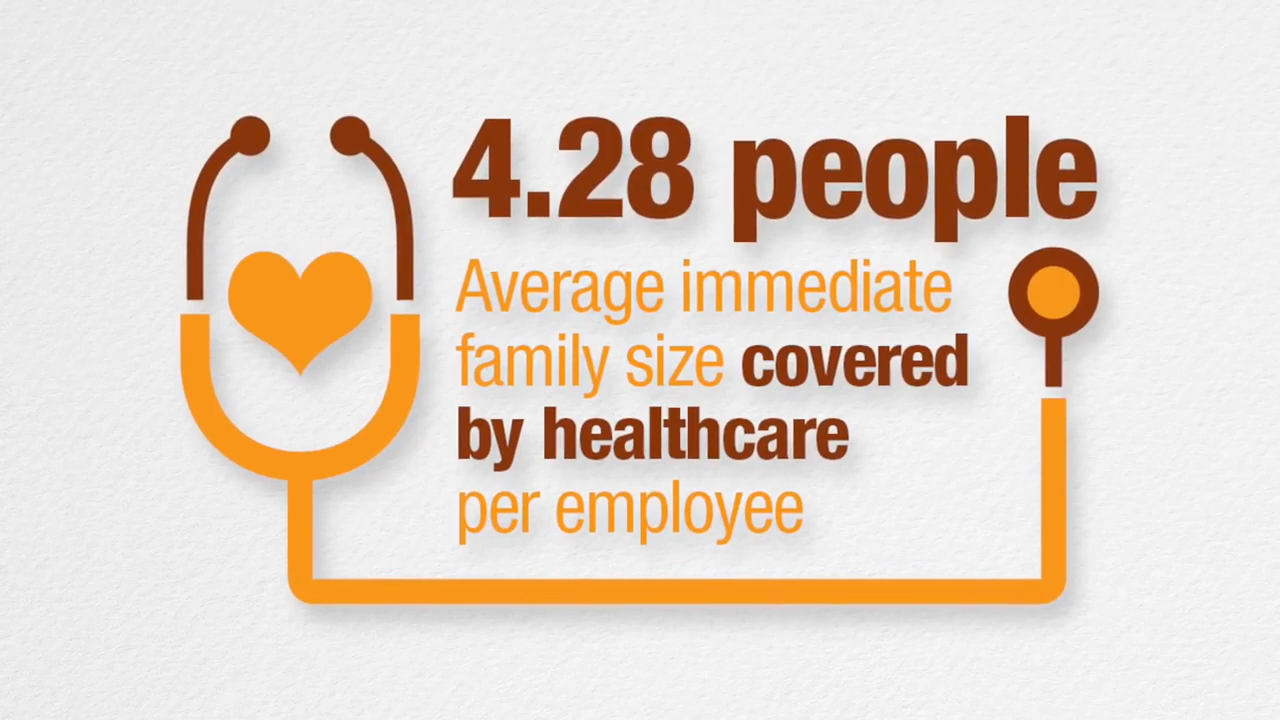 4.28 people
Average immediate
family size covered
by healthcare
per employee